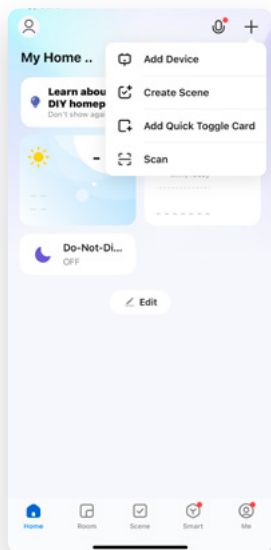 My Home ..
Add Device
Create Scene
Add Quick Toggle Card
Scan
Learn abou
DIY homep
Don't show agai
Do-Not-Di...
OFF
Edit
Home
Room
Scene
Smart
Me